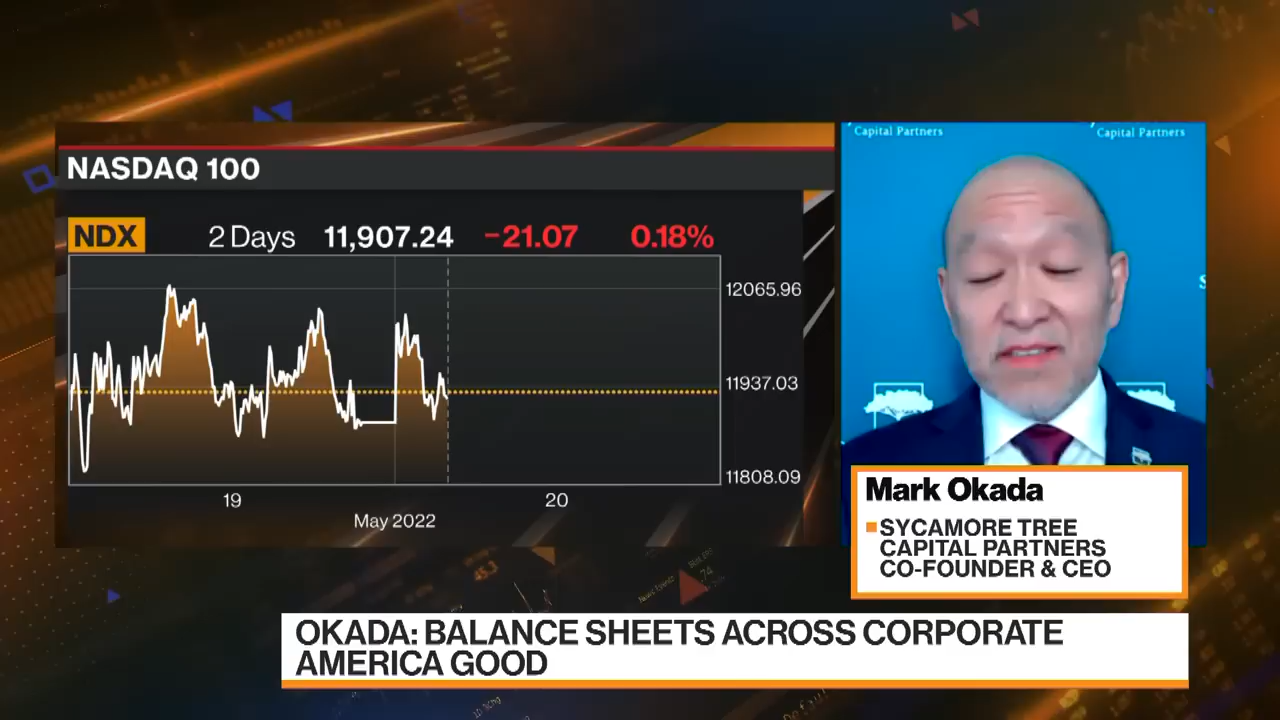 NASDAQ 100
NDX 2 Days 11,907.24 -21.07 0.18%
12065.96
11937.03
11808.09
19 20
May 2022
Capital Partners Capital Partners
S
Mark Okada
SYCAMORE TREE
CAPITAL PARTNERS
CO-FOUNDER & CEO
OKADA: BALANCE SHEETS ACROSS CORPORATE
AMERICA GOOD